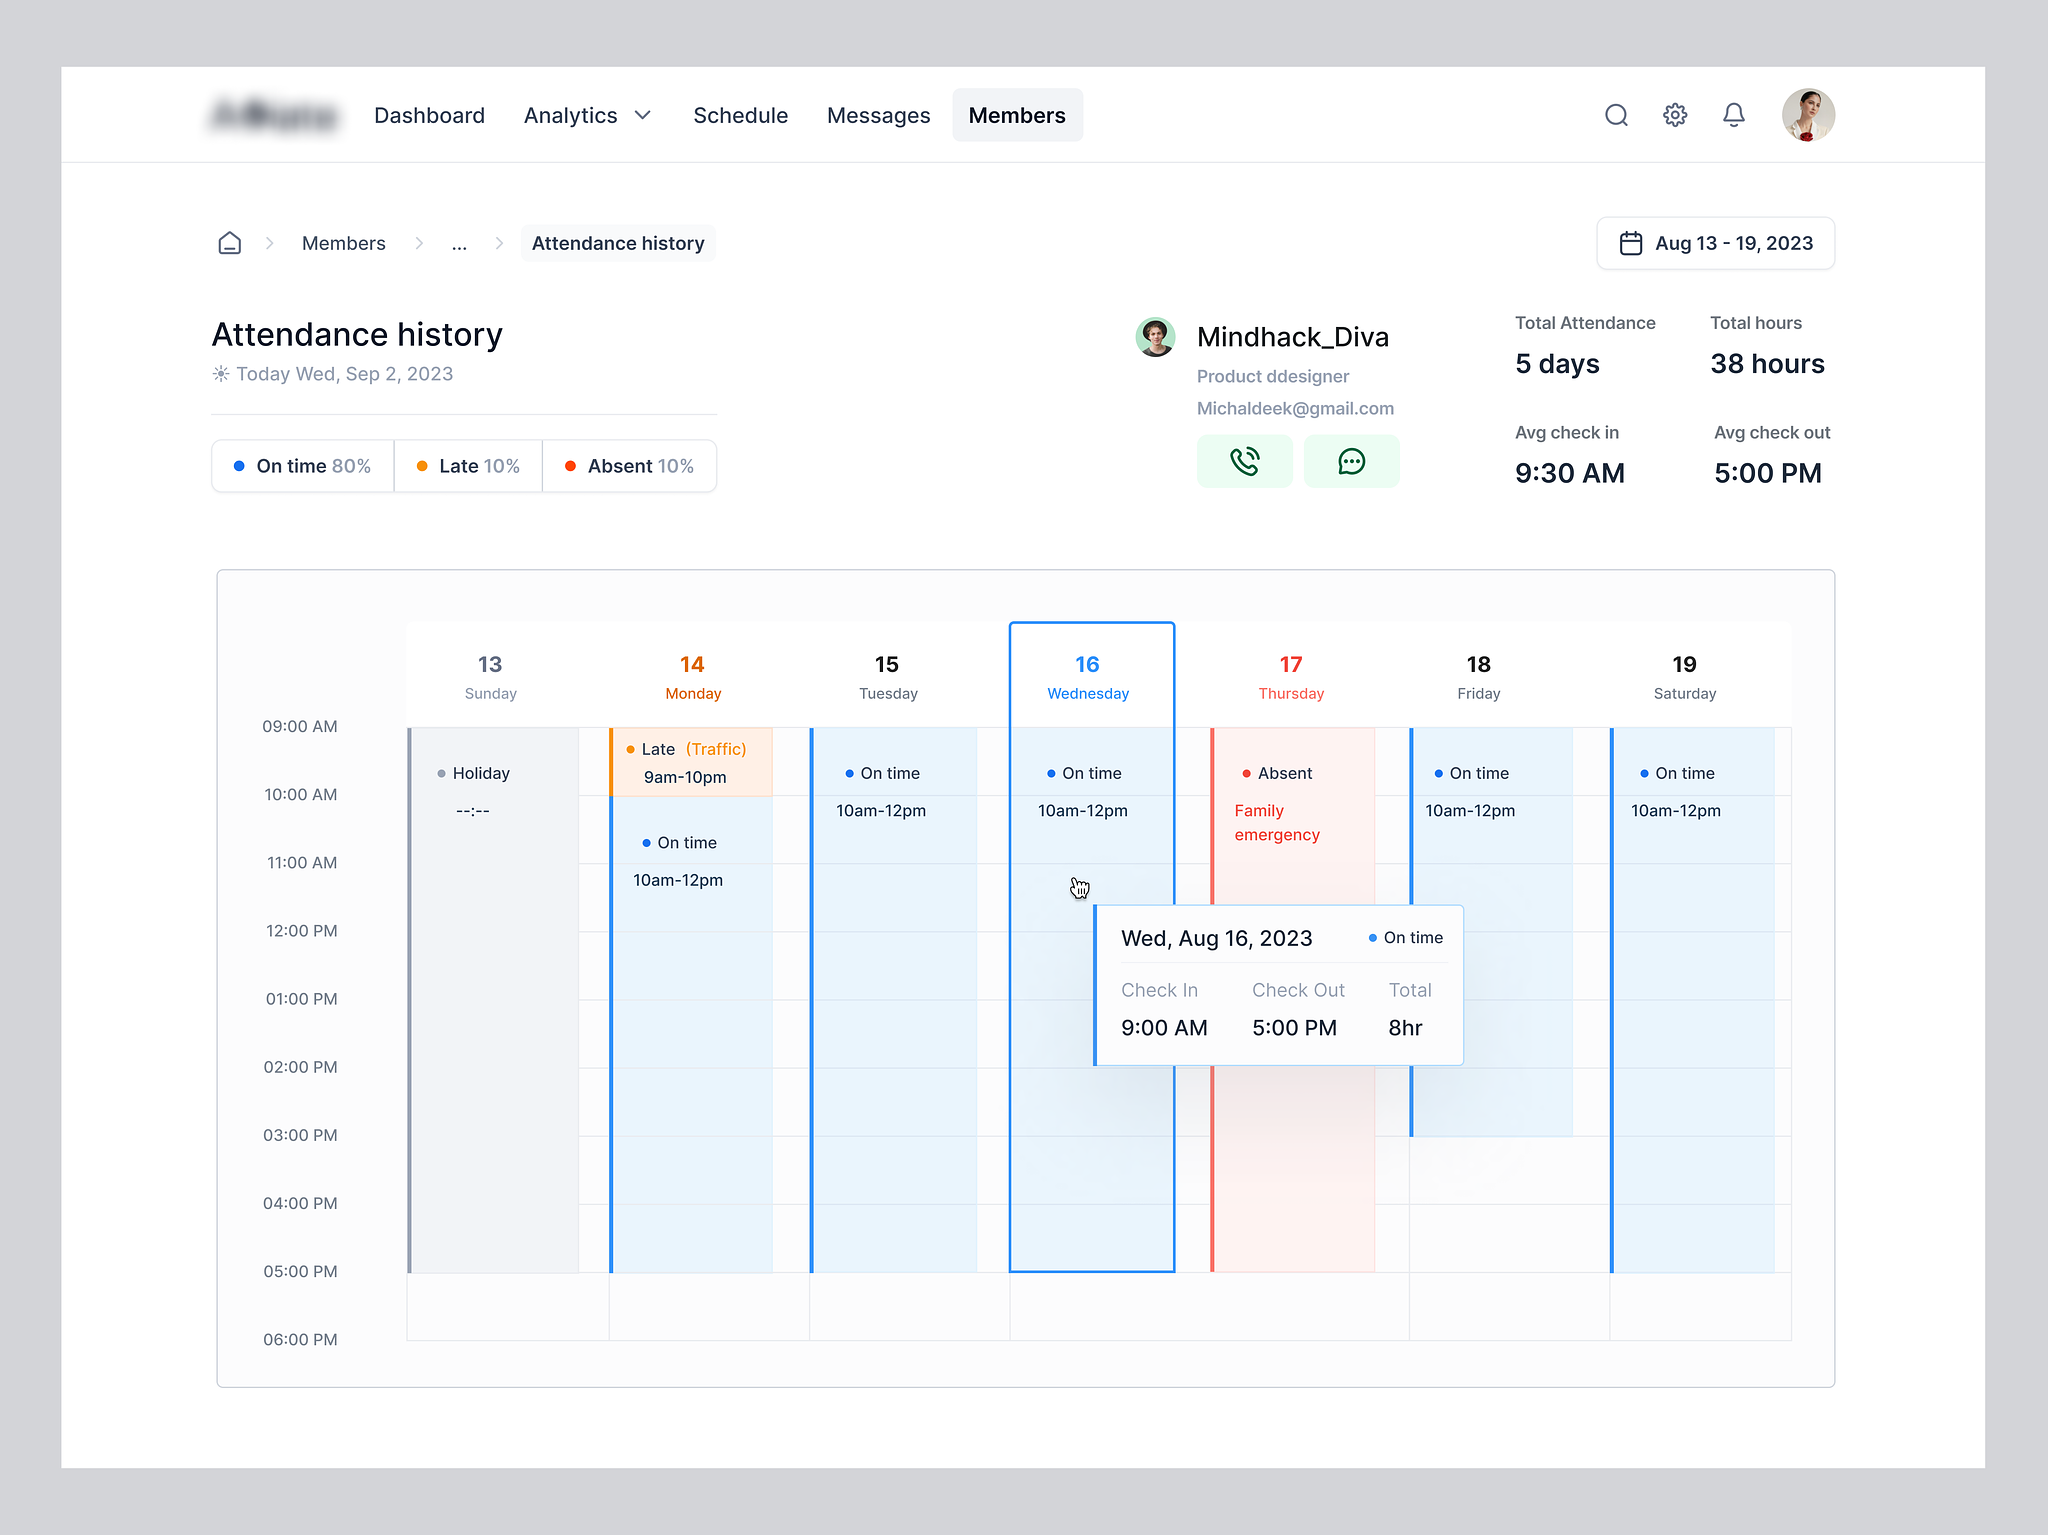 Dashboard Analytics Schedule Messages Members
Members ... Attendance history
Aug 13 - 19, 2023
Attendance history
Today Wed, Sep 2, 2023
On time 80% Late 10% Absent 10%
Mindhack_Diva
Product ddesigner
Michaldeek@gmail.com
Total Attendance Total hours
5 days 38 hours
Avg check in Avg check out
9:30 AM 5:00 PM
13 14 15 16 17 18 19
Sunday Monday Tuesday Wednesday Thursday Friday Saturday
09:00 AM
10:00 AM
11:00 AM
12:00 PM
01:00 PM
02:00 PM
03:00 PM
04:00 PM
05:00 PM
06:00 PM
Holiday
--:--
Late (Traffic)
9am-10pm
On time
10am-12pm
On time
10am-12pm
On time
10am-12pm
Absent
Family
emergency
On time
10am-12pm
On time
10am-12pm
Wed, Aug 16, 2023 On time
Check In Check Out Total
9:00 AM 5:00 PM 8hr